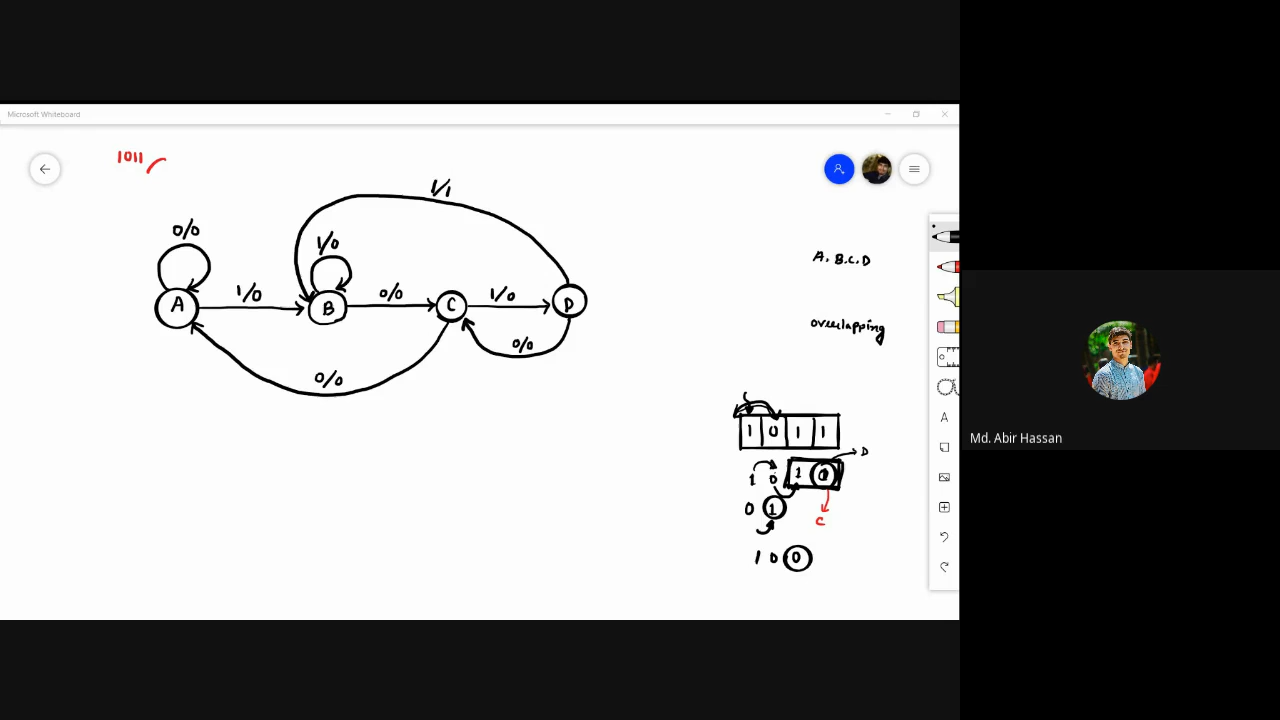 Microsoft Whiteboard
1011
1/1
0/0
1/0
A. B. C. D
A
1/0
B
0/0
C
1/0
D
overlapping
0/0
0/0
1 0 1 1
D
1 0 1
0 1
C
1 0 0
A
Md. Abir Hassan